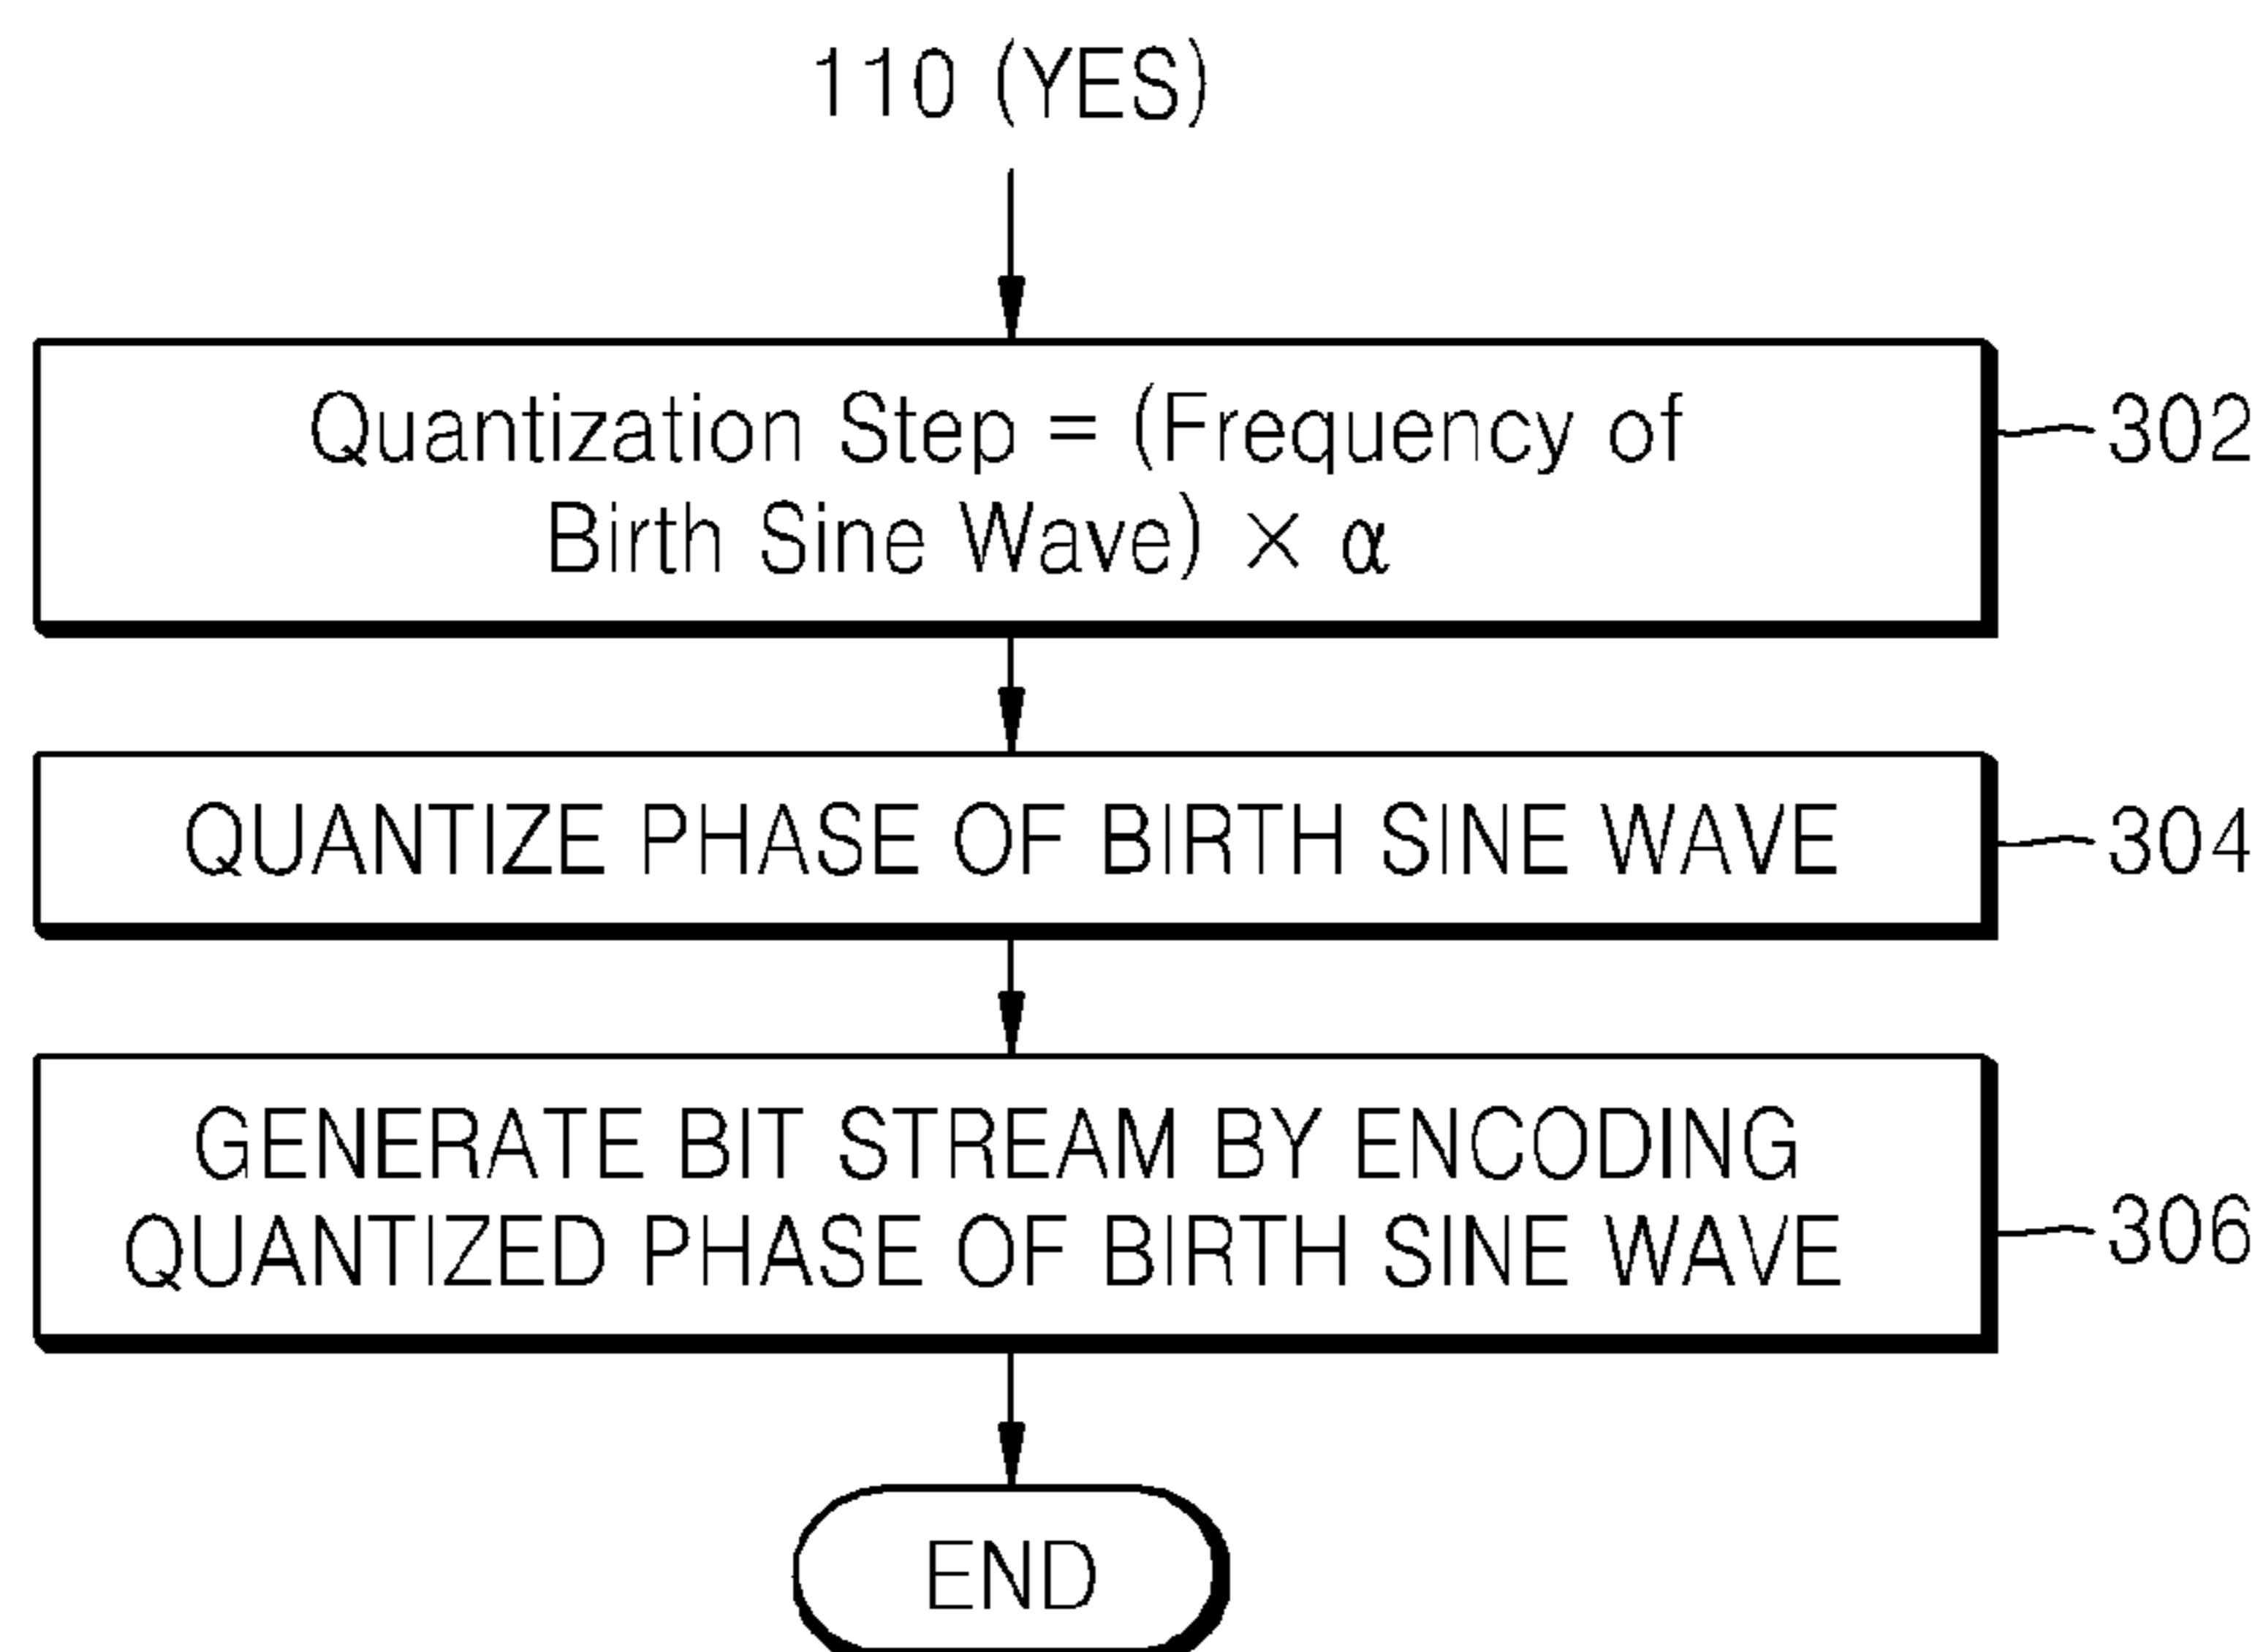 110 (YES)
Quantization Step = (Frequency of
Birth Sine Wave) × α
302
QUANTIZE PHASE OF BIRTH SINE WAVE
304
GENERATE BIT STREAM BY ENCODING
QUANTIZED PHASE OF BIRTH SINE WAVE
306
END